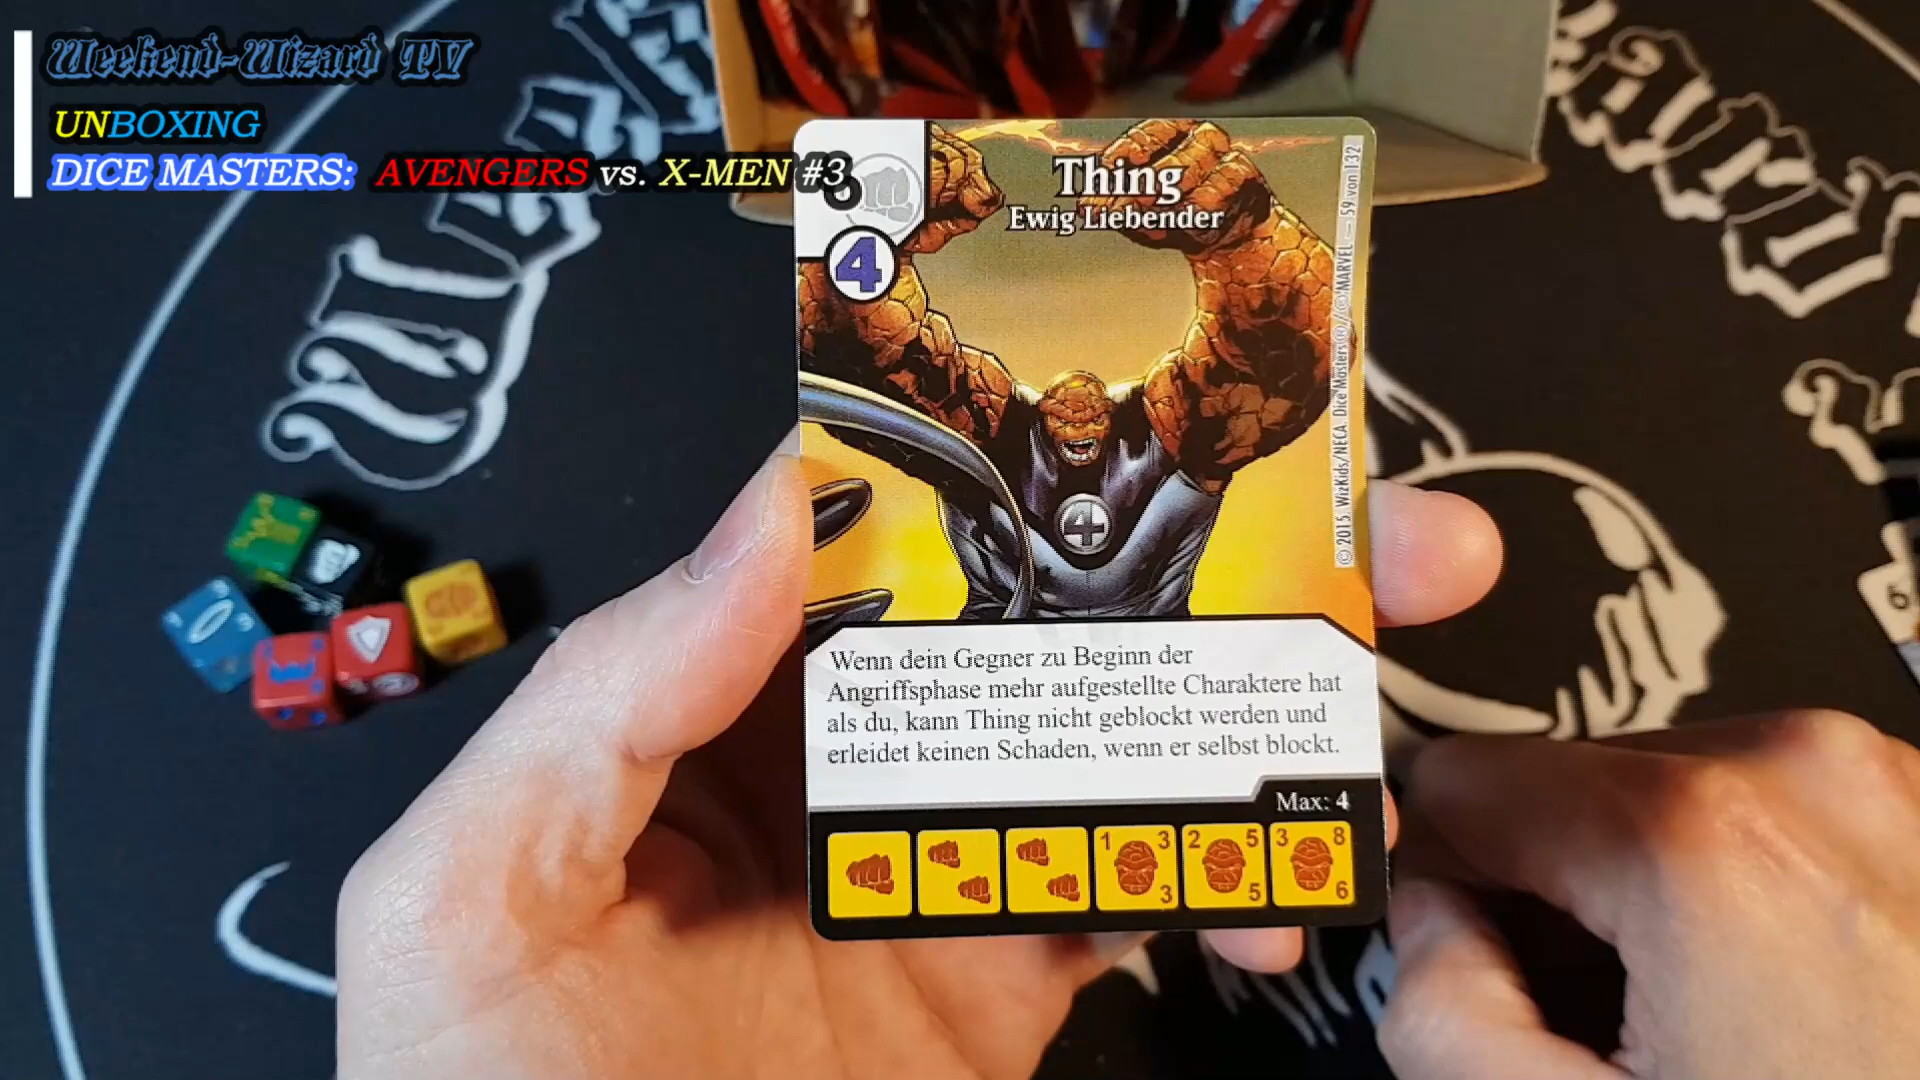 Weekend-Wizard TV
UNBOXING
DICE MASTERS: AVENGERS vs. X-MEN #3
Thing
Ewig Liebender
4
4
© 2015 WizKids/NECA. Dice Masters®/© MARVEL — 59 von 132
Wenn dein Gegner zu Beginn der
Angriffsphase mehr aufgestellte Charaktere hat
als du, kann Thing nicht geblockt werden und
erleidet keinen Schaden, wenn er selbst blockt.
Max: 4
1 3 2 5 3 8
3 5 6
6